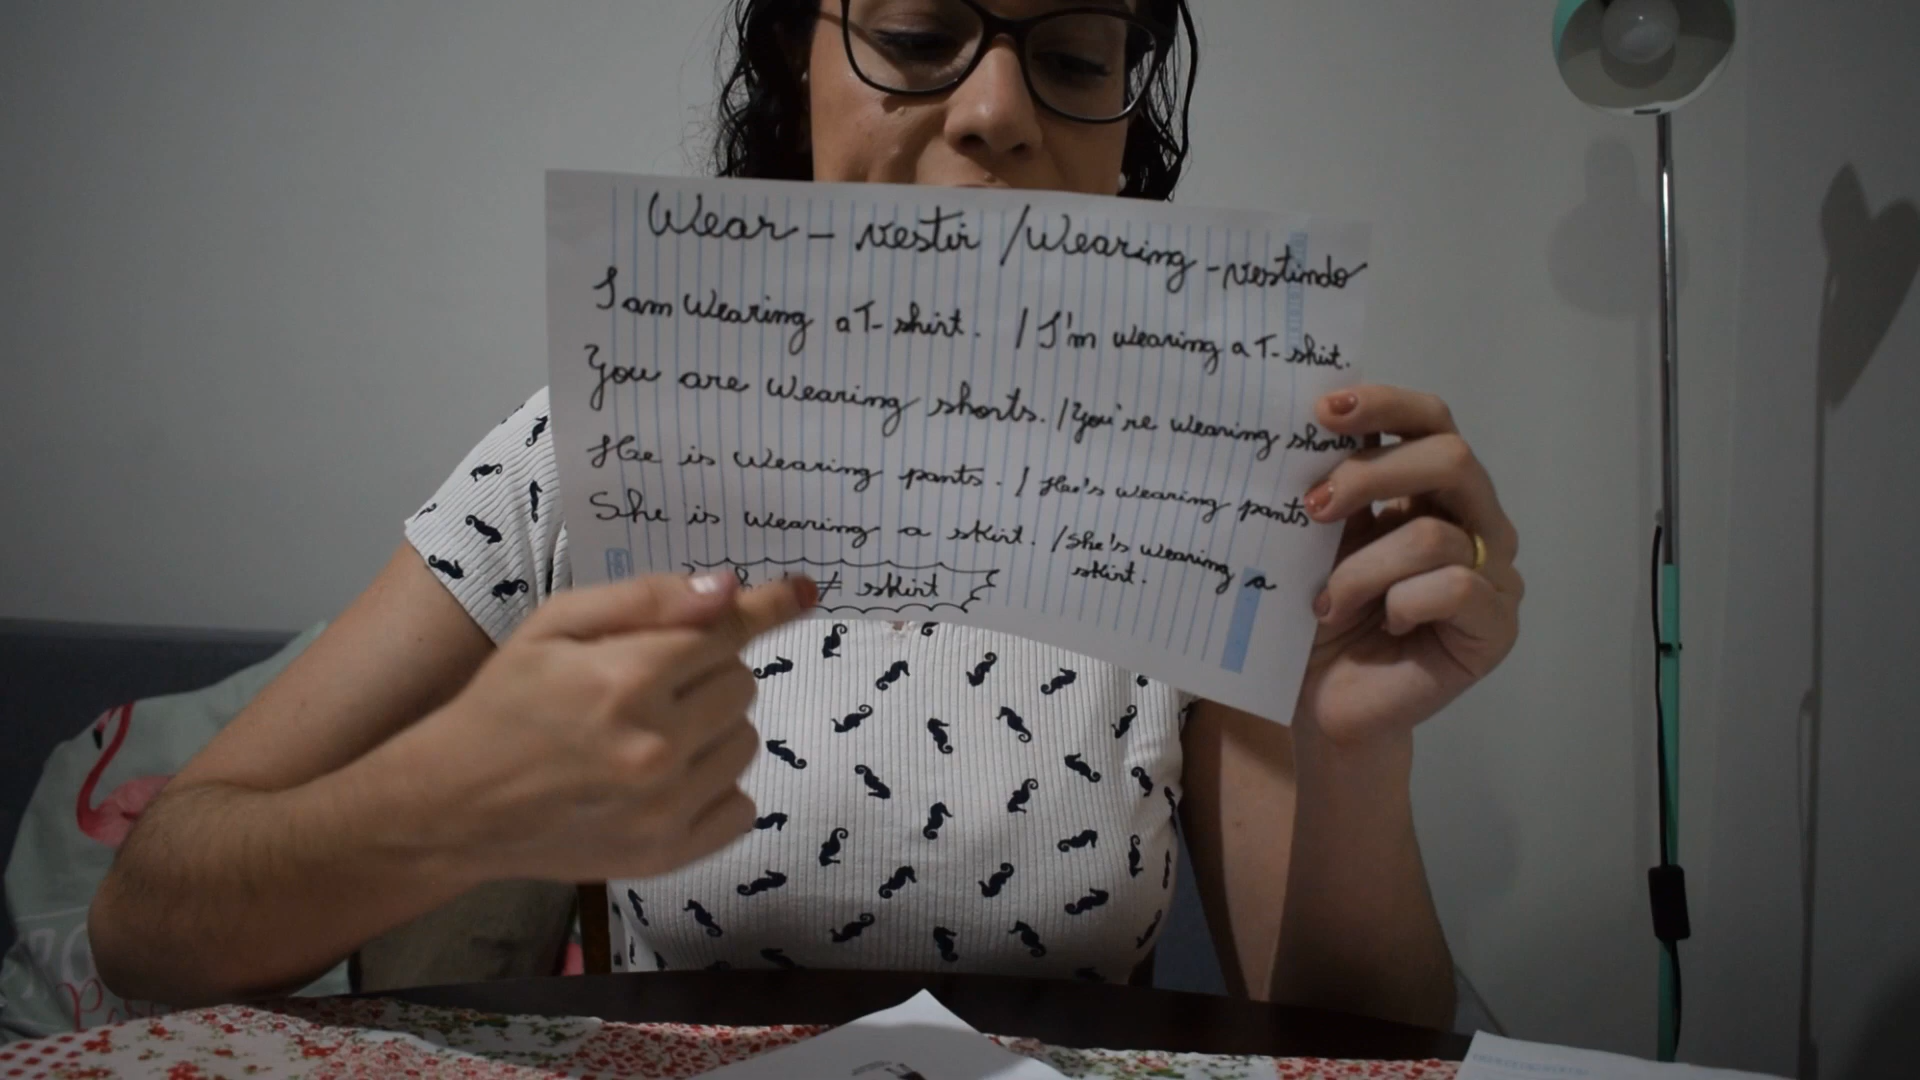 Wear - vestir / Wearing - vestindo
I am Wearing a T-shirt. / I'm wearing a T-shirt.
You are Wearing shorts. / You're wearing shorts
He is Wearing pants. / He's wearing pants
She is Wearing a skirt. / She's wearing a
skirt.
≠ skirt